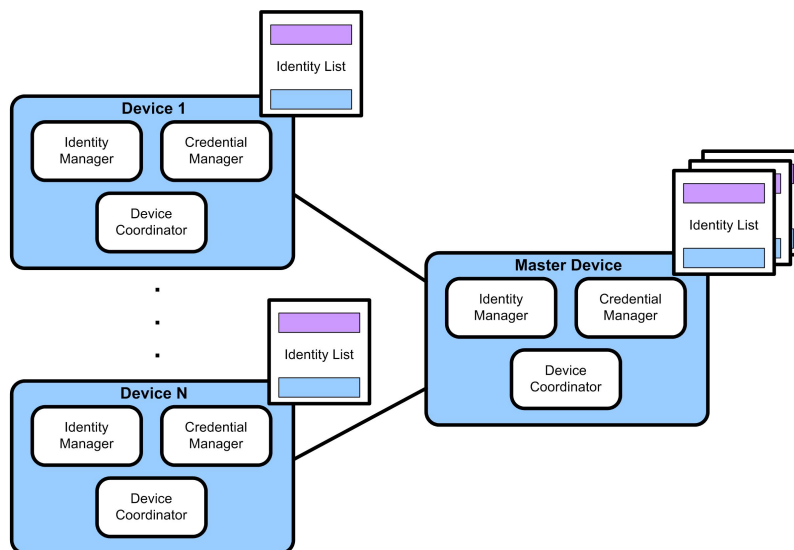 Identity List
Device 1
Identity
Manager
Credential
Manager
Device
Coordinator
Identity List
Master Device
Identity
Manager
Credential
Manager
Device
Coordinator
Identity List
Device N
Identity
Manager
Credential
Manager
Device
Coordinator